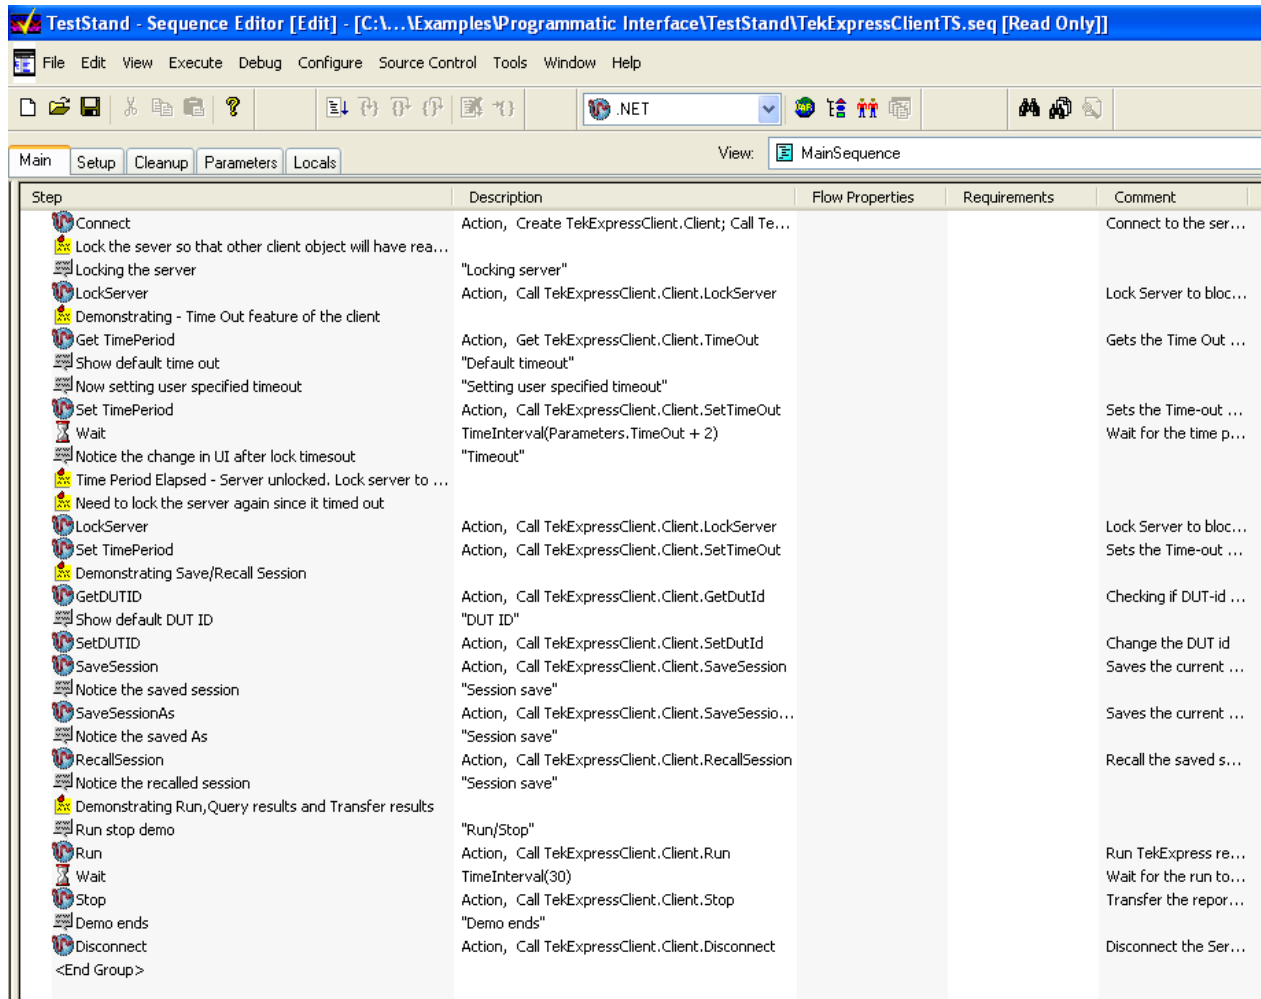 TestStand - Sequence Editor [Edit] - [C:\...\Examples\Programmatic Interface\TestStand\TekExpressClientTS.seq [Read Only]]
File Edit View Execute Debug Configure Source Control Tools Window Help
.NET
Main Setup Cleanup Parameters Locals View: MainSequence
Step Description Flow Properties Requirements Comment
Connect Action, Create TekExpressClient.Client; Call Te... Connect to the ser...
Lock the sever so that other client object will have rea...
Locking the server "Locking server"
LockServer Action, Call TekExpressClient.Client.LockServer Lock Server to bloc...
Demonstrating - Time Out feature of the client
Get TimePeriod Action, Get TekExpressClient.Client.TimeOut Gets the Time Out ...
Show default time out "Default timeout"
Now setting user specified timeout "Setting user specified timeout"
Set TimePeriod Action, Call TekExpressClient.Client.SetTimeOut Sets the Time-out ...
Wait TimeInterval(Parameters.TimeOut + 2) Wait for the time p...
Notice the change in UI after lock timesout "Timeout"
Time Period Elapsed - Server unlocked. Lock server to ...
Need to lock the server again since it timed out
LockServer Action, Call TekExpressClient.Client.LockServer Lock Server to bloc...
Set TimePeriod Action, Call TekExpressClient.Client.SetTimeOut Sets the Time-out ...
Demonstrating Save/Recall Session
GetDUTID Action, Call TekExpressClient.Client.GetDutId Checking if DUT-id ...
Show default DUT ID "DUT ID"
SetDUTID Action, Call TekExpressClient.Client.SetDutId Change the DUT id
SaveSession Action, Call TekExpressClient.Client.SaveSession Saves the current ...
Notice the saved session "Session save"
SaveSessionAs Action, Call TekExpressClient.Client.SaveSessio... Saves the current ...
Notice the saved As "Session save"
RecallSession Action, Call TekExpressClient.Client.RecallSession Recall the saved s...
Notice the recalled session "Session save"
Demonstrating Run,Query results and Transfer results
Run stop demo "Run/Stop"
Run Action, Call TekExpressClient.Client.Run Run TekExpress re...
Wait TimeInterval(30) Wait for the run to...
Stop Action, Call TekExpressClient.Client.Stop Transfer the repor...
Demo ends "Demo ends"
Disconnect Action, Call TekExpressClient.Client.Disconnect Disconnect the Ser...
<End Group>